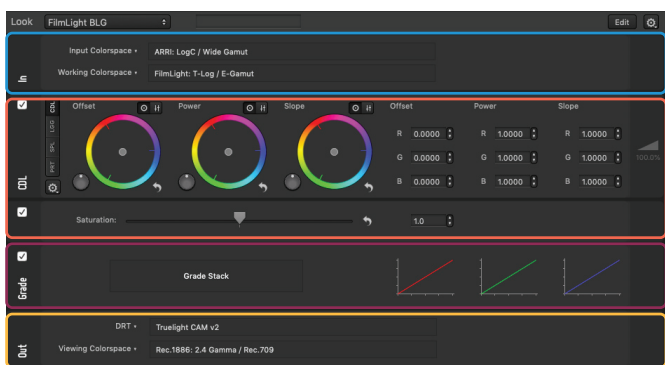 Look FilmLight BLG Edit
In
Input Colorspace ARRI: LogC / Wide Gamut
Working Colorspace FilmLight: T-Log / E-Gamut
CDL LGG SPL PRT
Offset Power Slope Offset Power Slope
R 0.0000 R 1.0000 R 1.0000
G 0.0000 G 1.0000 G 1.0000 100.0%
B 0.0000 B 1.0000 B 1.0000
CDL
Saturation: 1.0
Grade
Grade Stack
Out
DRT Truelight CAM v2
Viewing Colorspace Rec.1886: 2.4 Gamma / Rec.709